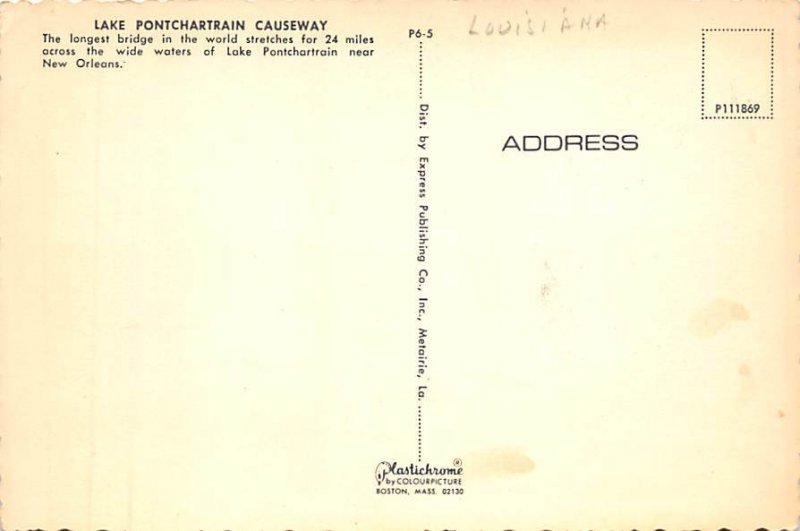 LAKE PONTCHARTRAIN CAUSEWAY
The longest bridge in the world stretches for 24 miles
across the wide waters of Lake Pontchartrain near
New Orleans.
P6-5
LOUISIANA
P111869
ADDRESS
Dist. by Express Publishing Co., Inc., Metairie, La.
Plastichrome®
by COLOURPICTURE
BOSTON, MASS. 02130